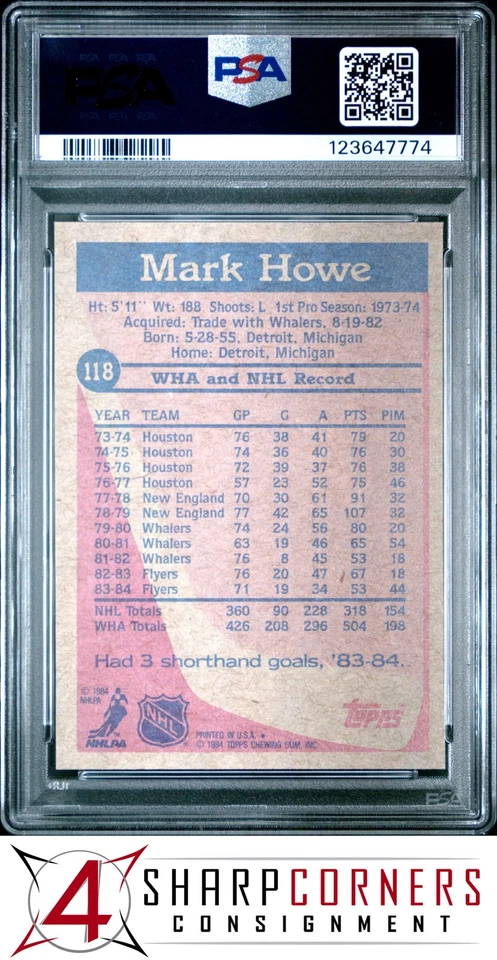 PSA
123647774
Mark Howe
Ht: 5'11" Wt: 188 Shoots: L 1st Pro Season: 1973-74
Acquired: Trade with Whalers, 8-19-82
Born: 5-28-55, Detroit, Michigan
Home: Detroit, Michigan
118
WHA and NHL Record
YEAR TEAM GP G A PTS PIM
73-74 Houston 76 38 41 79 20
74-75 Houston 74 36 40 76 30
75-76 Houston 72 39 37 76 38
76-77 Houston 57 23 52 75 46
77-78 New England 70 30 61 91 32
78-79 New England 77 42 65 107 32
79-80 Whalers 74 24 56 80 20
80-81 Whalers 63 19 46 65 54
81-82 Whalers 76 8 45 53 18
82-83 Flyers 76 20 47 67 18
83-84 Flyers 71 19 34 53 44
NHL Totals 360 90 228 318 154
WHA Totals 426 208 296 504 198
Had 3 shorthand goals, '83-84.
© 1984
NHLPA
NHLPA
NHL
PRINTED IN U.S.A.
© 1984 TOPPS CHEWING GUM, INC.
TOPPS
PSA
4 SHARPCORNERS
CONSIGNMENT